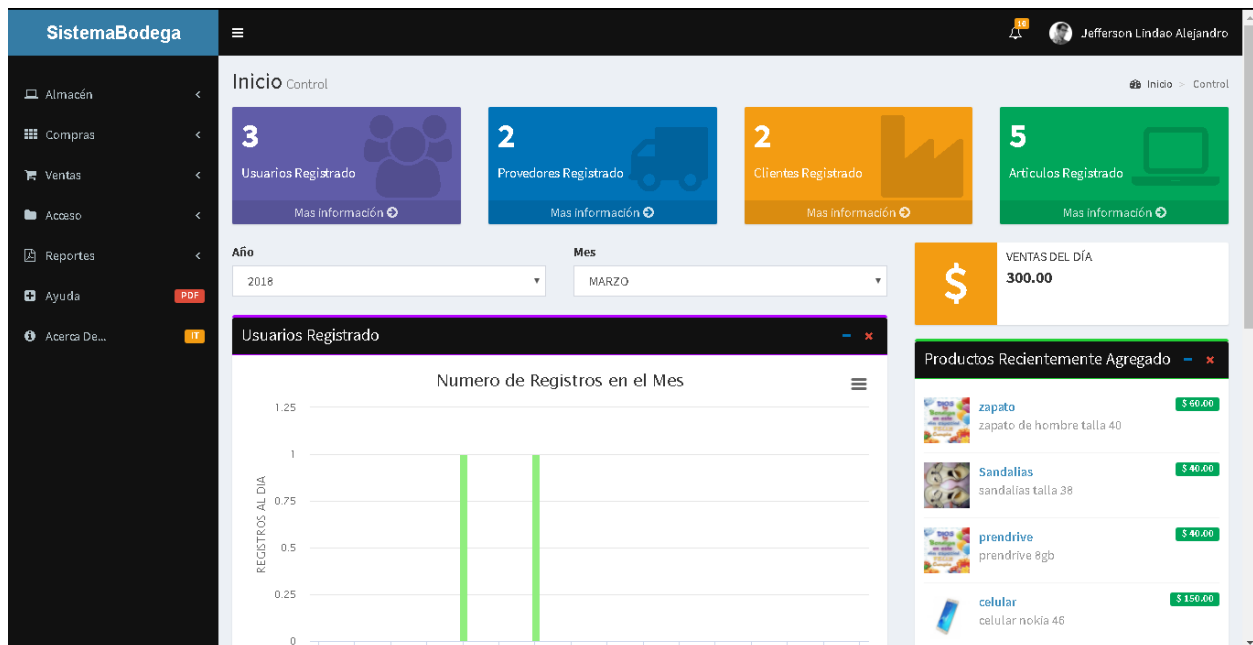 SistemaBodega
10
Jefferson Lindao Alejandro
Almacén
Compras
Ventas
Acceso
Reportes
Ayuda PDF
Acerca De... IT
Inicio Control
Inicio > Control
3
Usuarios Registrado
Mas información
2
Provedores Registrado
Mas información
2
Clientes Registrado
Mas información
5
Articulos Registrado
Mas información
Año
2018
Mes
MARZO
$
VENTAS DEL DÍA
300.00
Usuarios Registrado
Numero de Registros en el Mes
REGISTROS AL DIA
1.25
1
0.75
0.5
0.25
0
Productos Recientemente Agregado
zapato $ 60.00
zapato de hombre talla 40
Sandalias $ 40.00
sandalias talla 38
prendrive $ 40.00
prendrive 8gb
celular $ 150.00
celular nokia 46